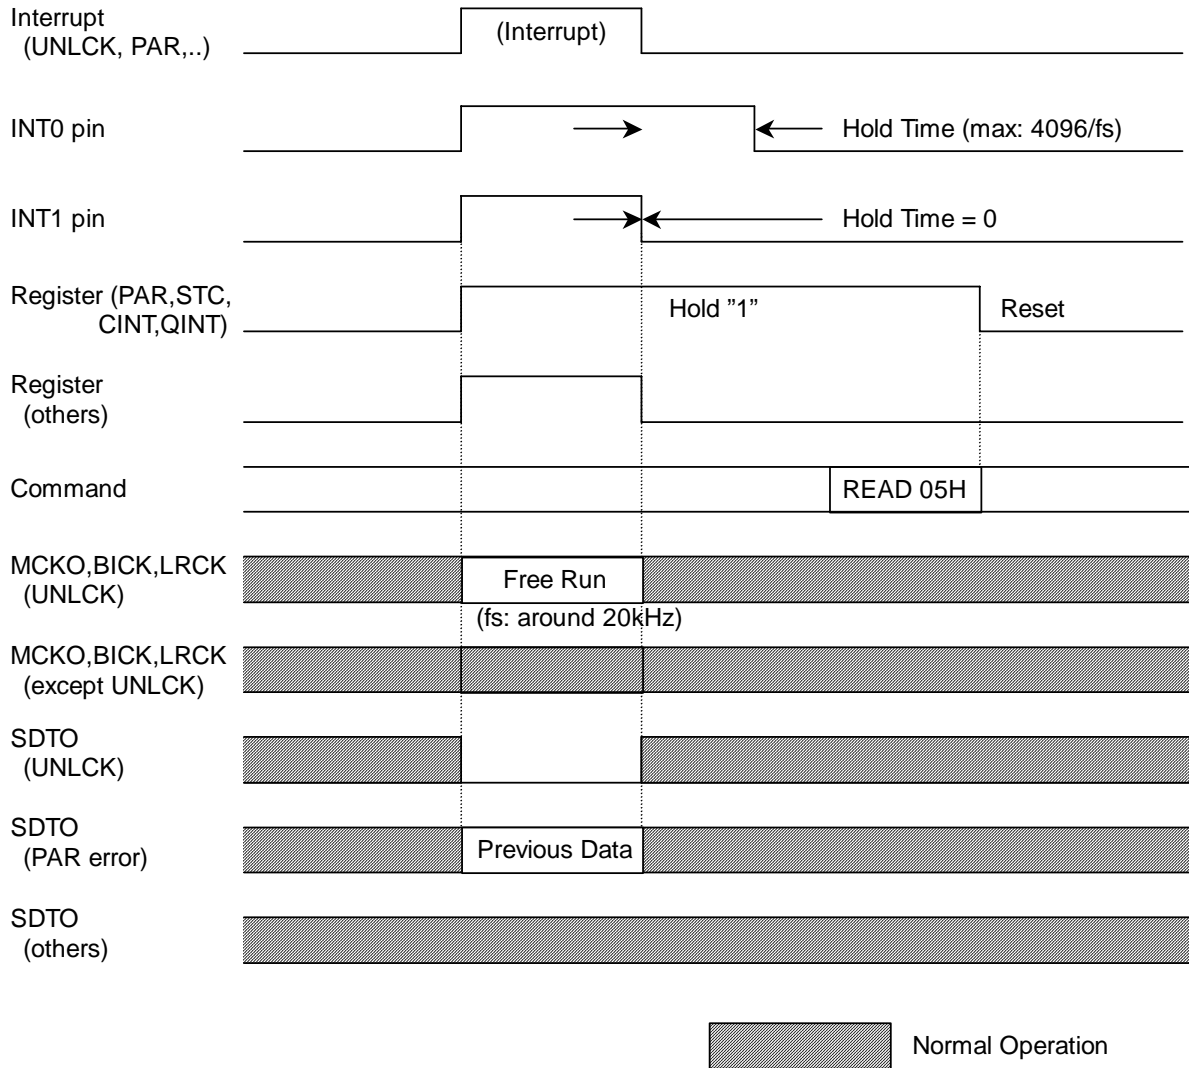 Interrupt
(UNLCK, PAR,..)
(Interrupt)
INT0 pin
Hold Time (max: 4096/fs)
INT1 pin
Hold Time = 0
Register (PAR,STC,
CINT,QINT)
Hold ”1”
Reset
Register
(others)
Command
READ 05H
MCKO,BICK,LRCK
(UNLCK)
Free Run
(fs: around 20kHz)
MCKO,BICK,LRCK
(except UNLCK)
SDTO
(UNLCK)
SDTO
(PAR error)
Previous Data
SDTO
(others)
Normal Operation